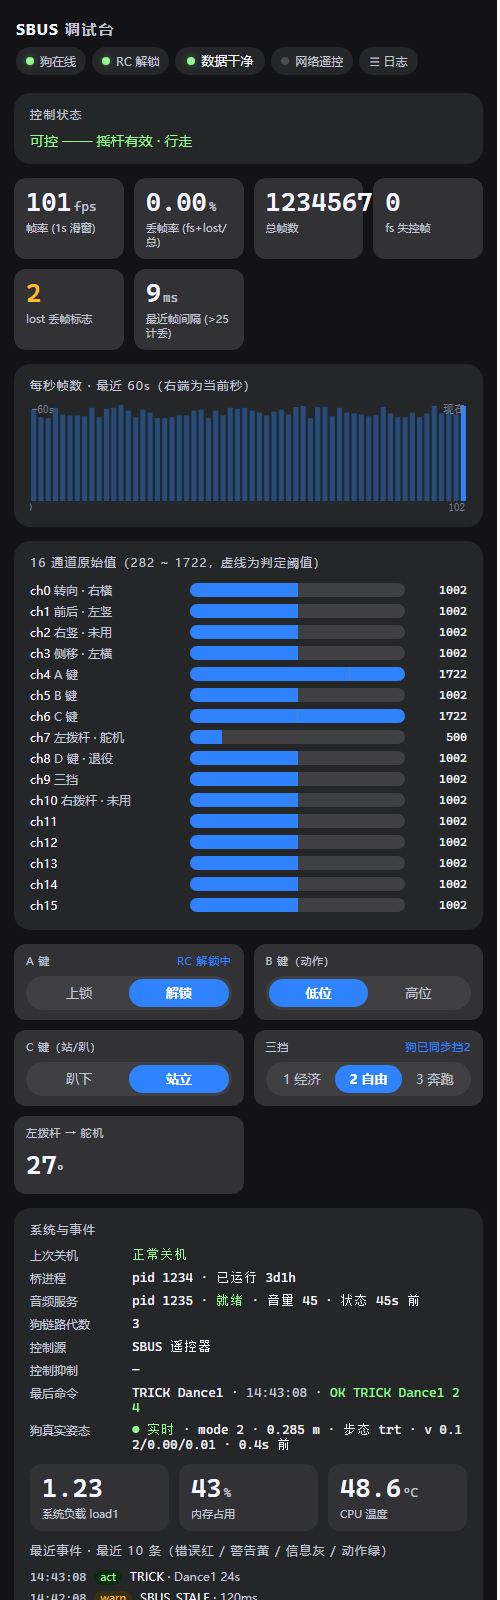 SBUS 调试台
狗在线 RC 解锁 数据干净 网络遥控 ☰ 日志
控制状态
可控 —— 摇杆有效 · 行走
101 fps
帧率 (1s 滑窗)
0.00 %
丢帧率 (fs+lost/
总)
1234567
总帧数
0
fs 失控帧
2
lost 丢帧标志
9 ms
最近帧间隔 (>25
计丢)
每秒帧数 · 最近 60s（右端为当前秒）
−60s 现在
102
16 通道原始值（282 ~ 1722，虚线为判定阈值）
ch0 转向 · 右横 1002
ch1 前后 · 左竖 1002
ch2 右竖 · 未用 1002
ch3 侧移 · 左横 1002
ch4 A 键 1722
ch5 B 键 1002
ch6 C 键 1722
ch7 左拨杆 · 舵机 500
ch8 D 键 · 退役 1002
ch9 三挡 1002
ch10 右拨杆 · 未用 1002
ch11 1002
ch12 1002
ch13 1002
ch14 1002
ch15 1002
A 键 RC 解锁中
上锁 解锁
B 键（动作）
低位 高位
C 键（站/趴）
趴下 站立
三挡 狗已同步挡2
1 经济 2 自由 3 奔跑
左拨杆 → 舵机
27°
系统与事件
上次关机 正常关机
桥进程 pid 1234 · 已运行 3d1h
音频服务 pid 1235 · 就绪 · 音量 45 · 状态 45s 前
狗链路代数 3
控制源 SBUS 遥控器
控制抑制 —
最后命令 TRICK Dance1 · 14:43:08 · OK TRICK Dance1 2
4
狗真实姿态 ● 实时 · mode 2 · 0.285 m · 步态 trt · v 0.1
2/0.00/0.01 · 0.4s 前
1.23
系统负载 load1
43 %
内存占用
48.6 °C
CPU 温度
最近事件 · 最近 10 条（错误红 / 警告黄 / 信息灰 / 动作绿）
14:43:08 act TRICK · Dance1 24s
14:42:08 warn SBUS_STALE · 120ms